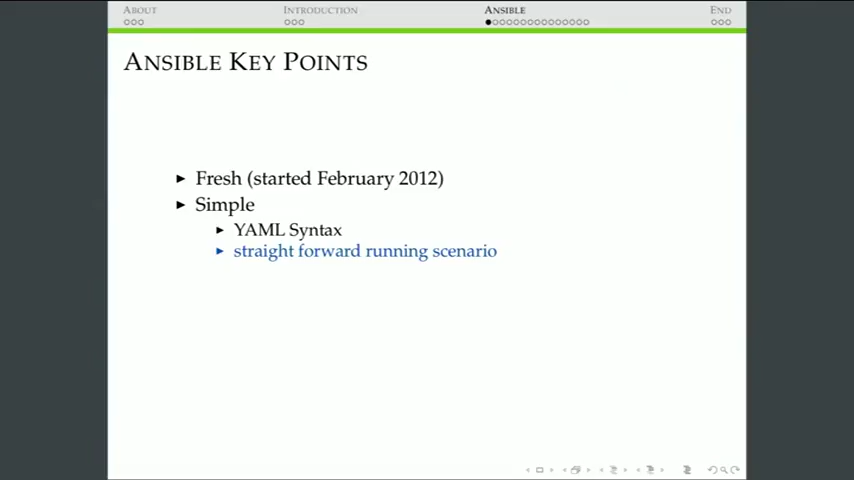 ABOUT INTRODUCTION ANSIBLE END
ANSIBLE KEY POINTS
Fresh (started February 2012)
Simple
YAML Syntax
straight forward running scenario